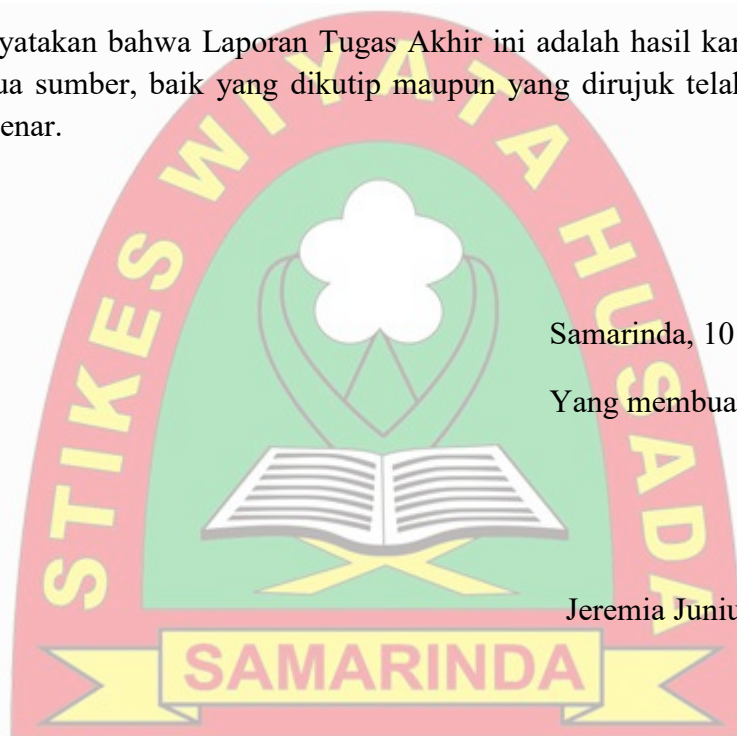 yatakan bahwa Laporan Tugas Akhir ini adalah hasil kar
ua sumber, baik yang dikutip maupun yang dirujuk telah
enar.
STIKES WIYATA HUSADA
Samarinda, 10
Yang membua
Jeremia Juniu
SAMARINDA